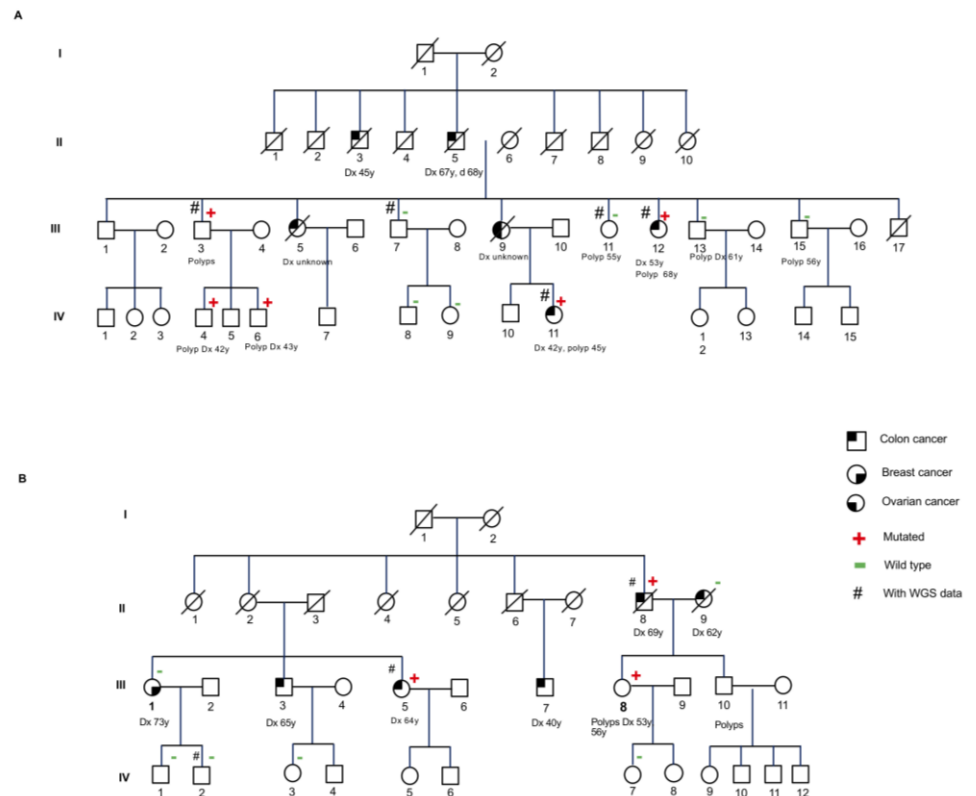 A
I
1 2
II
1 2 3 4 5 6 7 8 9 10
Dx 45y Dx 67y, d 68y
# + # - # - # + - -
III
1 2 3 4 5 6 7 8 9 10 11 12 13 14 15 16 17
Polyps Dx unknown Dx unknown Polyp 55y Dx 53y Polyp Dx 61y Polyp 56y
Polyp 68y
+ + - - # +
IV
1 2 3 4 5 6 7 8 9 10 11 1 13 14 15
2
Polyp Dx 42y Polyp Dx 43y Dx 42y, polyp 45y
Colon cancer
B
Breast cancer
Ovarian cancer
I
1 2
+ Mutated
- Wild type
# With WGS data
# + -
II
1 2 3 4 5 6 7 8 9
Dx 69y Dx 62y
- # + +
III
1 2 3 4 5 6 7 8 9 10 11
Dx 73y Dx 65y Dx 64y Dx 40y Polyps Dx 53y Polyps
56y
- # - - -
IV
1 2 3 4 5 6 7 8 9 10 11 12